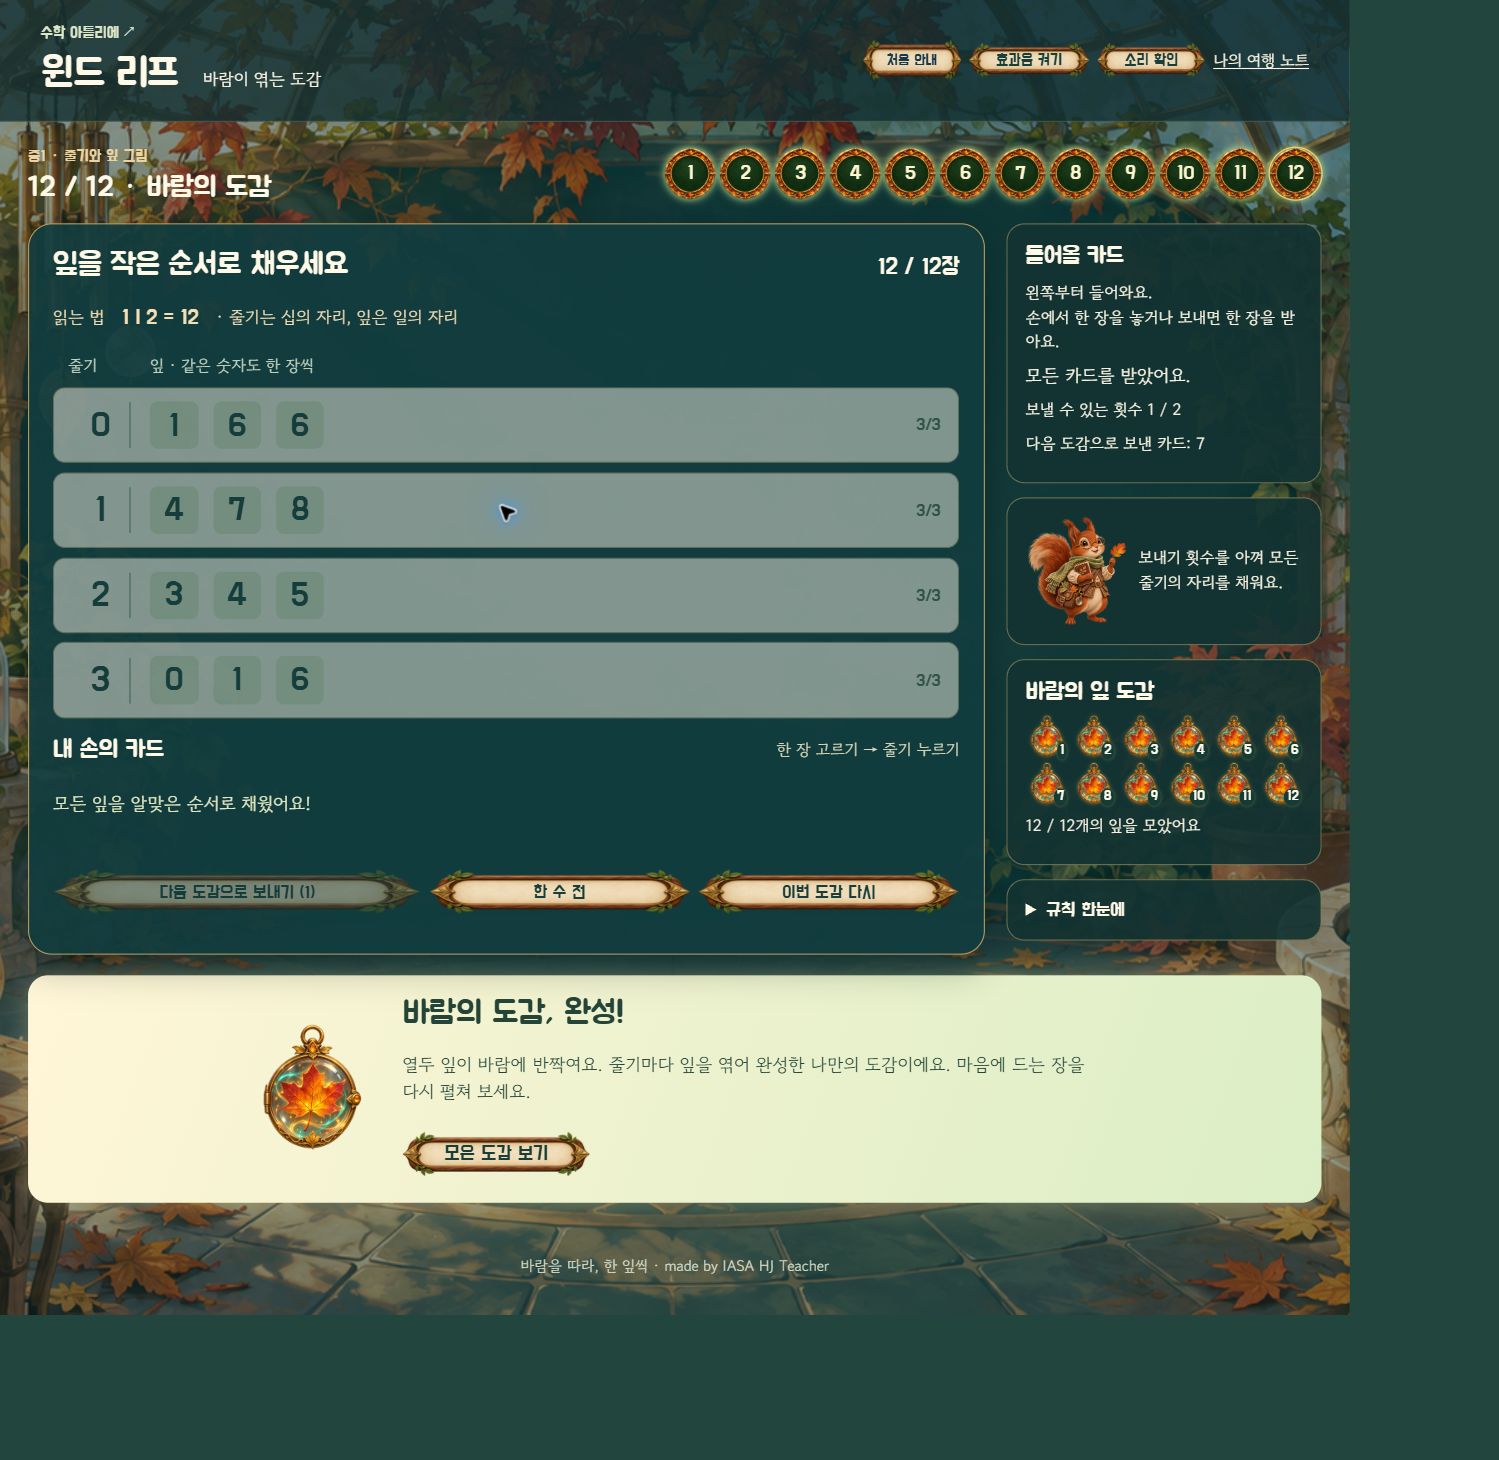 수학 아틀리에 ↗
윈드 리프 바람이 엮는 도감
처음 안내 효과음 켜기 소리 확인 나의 여행 노트
중1 · 줄기와 잎 그림
12 / 12 · 바람의 도감
1 2 3 4 5 6 7 8 9 10 11 12
잎을 작은 순서로 채우세요 12 / 12장
읽는 법 1 | 2 = 12 · 줄기는 십의 자리, 잎은 일의 자리
줄기 잎 · 같은 숫자도 한 장씩
0 1 6 6 3/3
1 4 7 8 3/3
2 3 4 5 3/3
3 0 1 6 3/3
내 손의 카드 한 장 고르기 → 줄기 누르기
모든 잎을 알맞은 순서로 채웠어요!
다음 도감으로 보내기 (1) 한 수 전 이번 도감 다시
들어올 카드
왼쪽부터 들어와요.
손에서 한 장을 놓거나 보내면 한 장을 받
아요.
모든 카드를 받았어요.
보낼 수 있는 횟수 1 / 2
다음 도감으로 보낸 카드: 7
보내기 횟수를 아껴 모든
줄기의 자리를 채워요.
바람의 잎 도감
1 2 3 4 5 6
7 8 9 10 11 12
12 / 12개의 잎을 모았어요
▶ 규칙 한눈에
바람의 도감, 완성!
열두 잎이 바람에 반짝여요. 줄기마다 잎을 엮어 완성한 나만의 도감이에요. 마음에 드는 장을
다시 펼쳐 보세요.
모은 도감 보기
바람을 따라, 한 잎씩 · made by IASA HJ Teacher